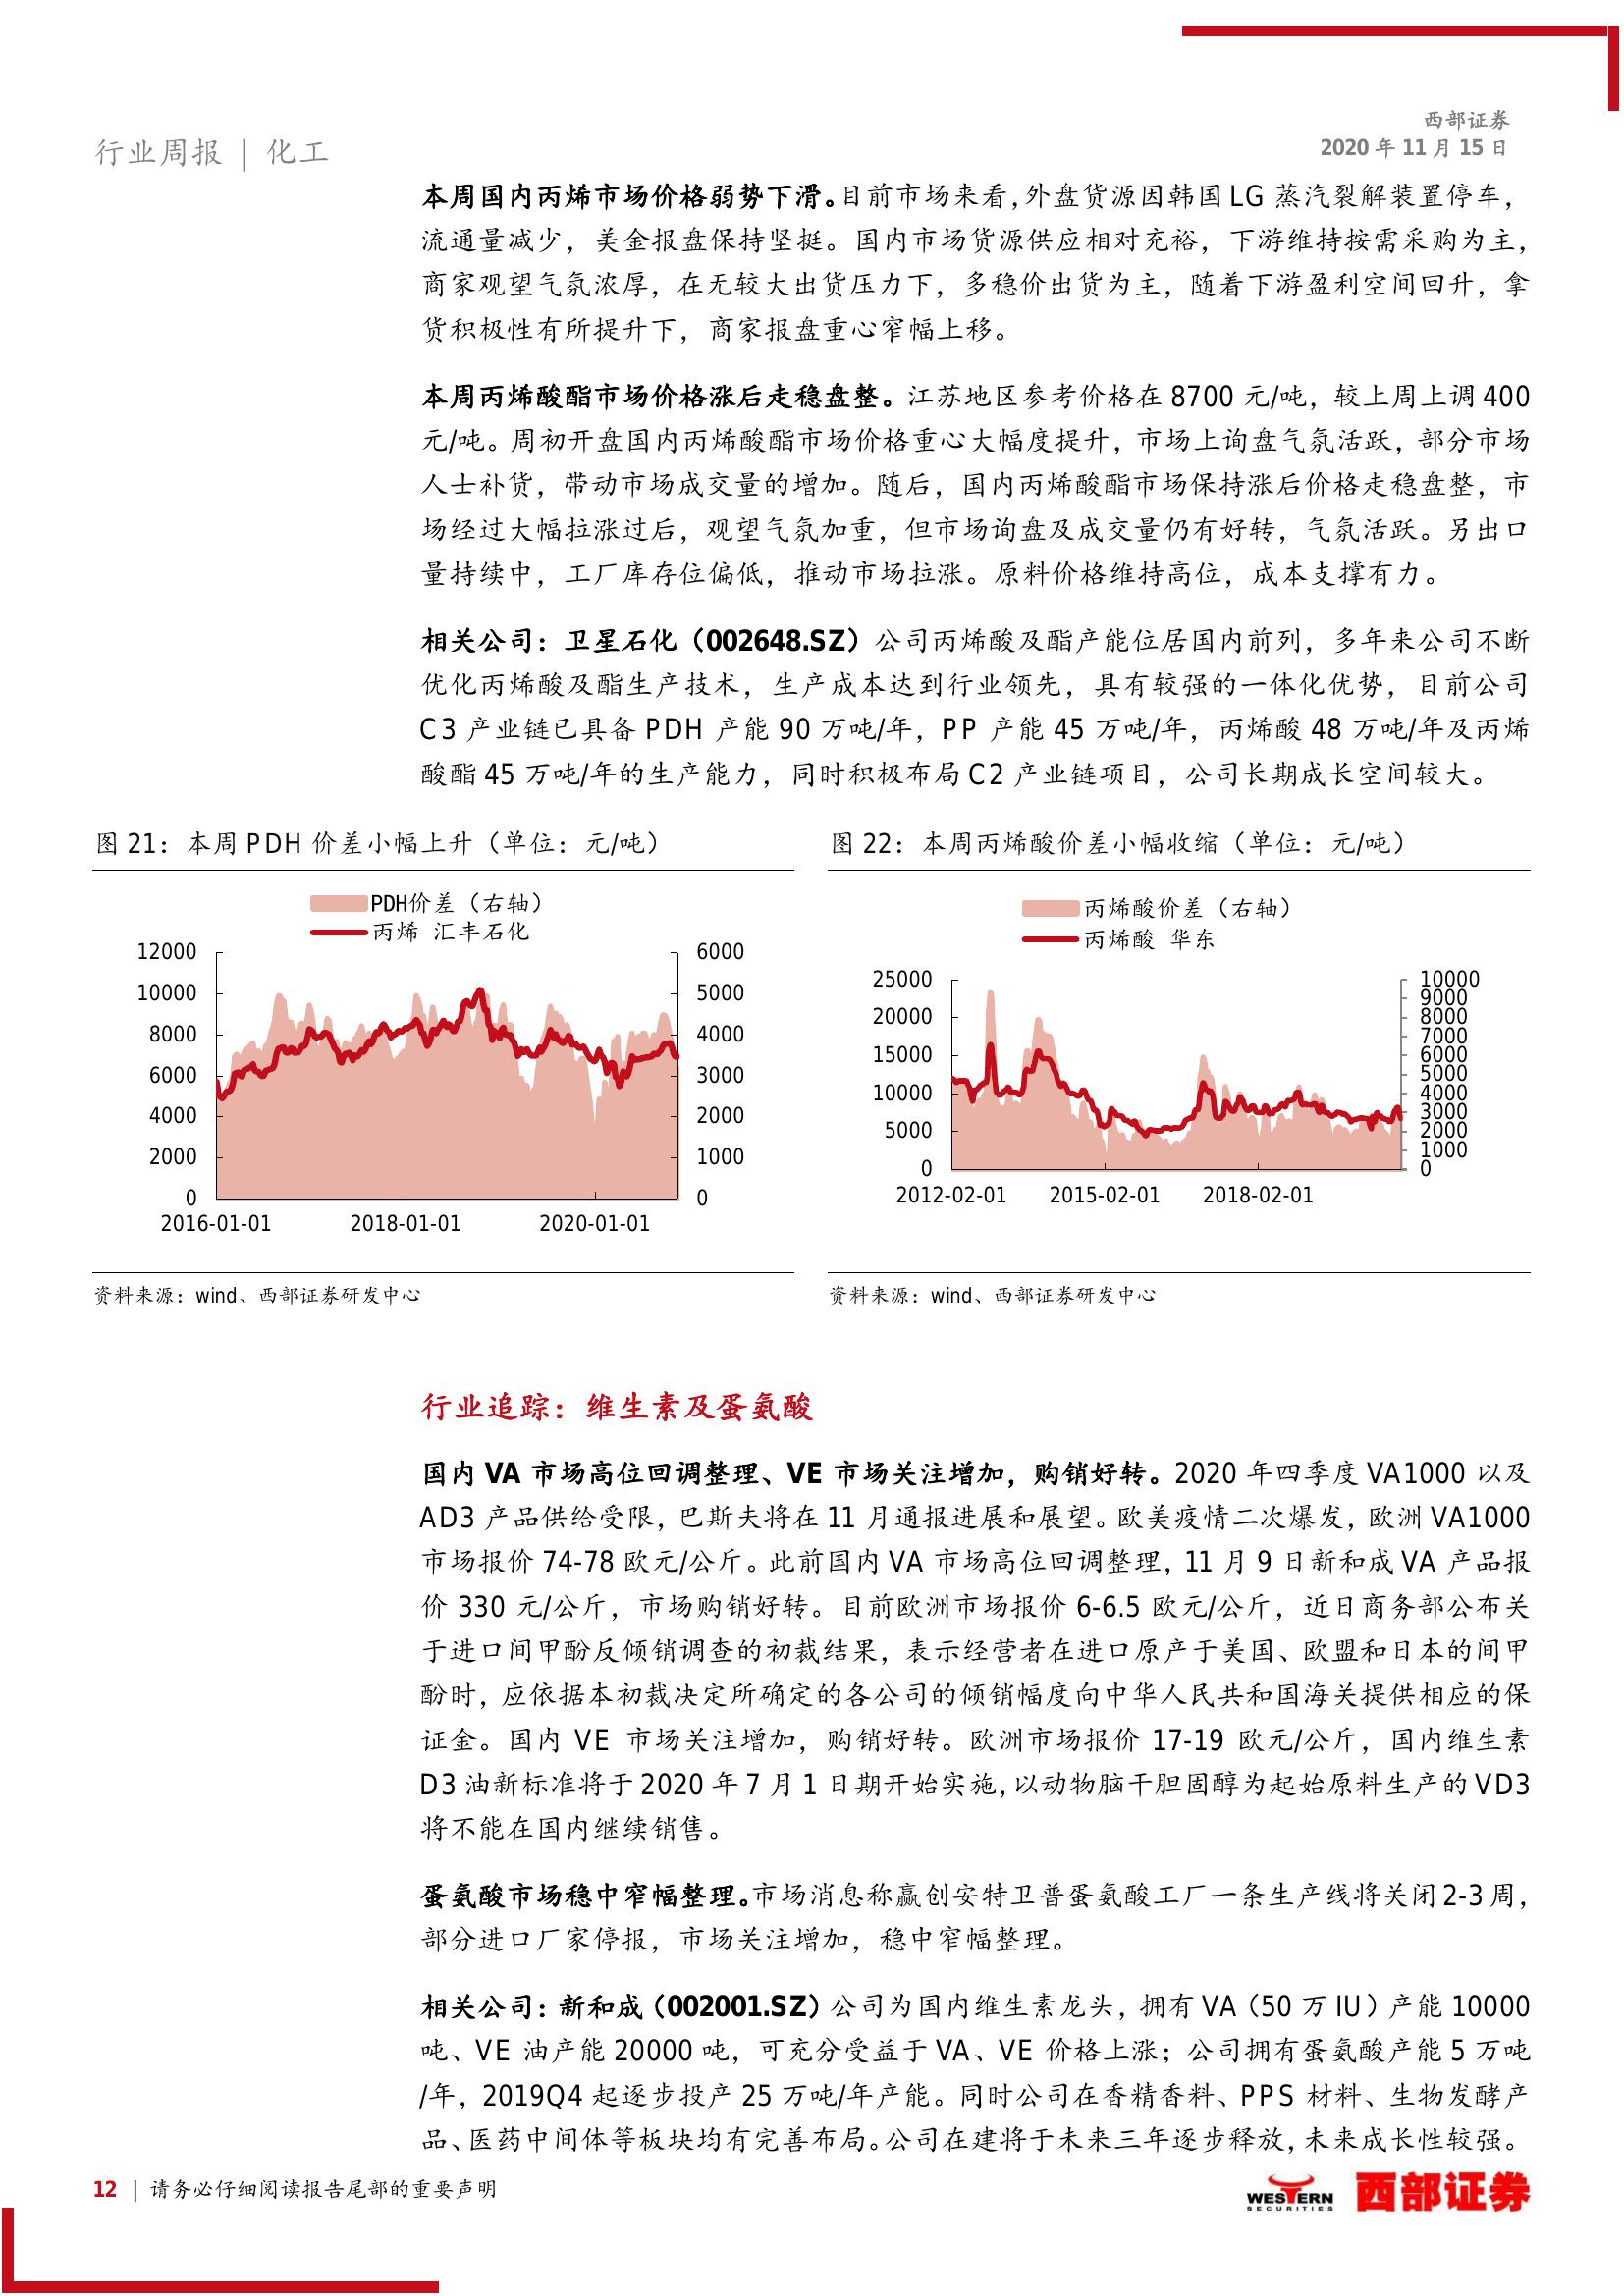 西部证券
2020 年 11 月 15 日
行业周报 | 化工
本周国内丙烯市场价格弱势下滑。目前市场来看，外盘货源因韩国 LG 蒸汽裂解装置停车，
流通量减少，美金报盘保持坚挺。国内市场货源供应相对充裕，下游维持按需采购为主，
商家观望气氛浓厚，在无较大出货压力下，多稳价出货为主，随着下游盈利空间回升，拿
货积极性有所提升下，商家报盘重心窄幅上移。
本周丙烯酸酯市场价格涨后走稳盘整。江苏地区参考价格在 8700 元/吨，较上周上调 400
元/吨。周初开盘国内丙烯酸酯市场价格重心大幅度提升，市场上询盘气氛活跃，部分市场
人士补货，带动市场成交量的增加。随后，国内丙烯酸酯市场保持涨后价格走稳盘整，市
场经过大幅拉涨过后，观望气氛加重，但市场询盘及成交量仍有好转，气氛活跃。另出口
量持续中，工厂库存位偏低，推动市场拉涨。原料价格维持高位，成本支撑有力。
相关公司：卫星石化（002648.SZ）公司丙烯酸及酯产能位居国内前列，多年来公司不断
优化丙烯酸及酯生产技术，生产成本达到行业领先，具有较强的一体化优势，目前公司
C3 产业链已具备 PDH 产能 90 万吨/年，PP 产能 45 万吨/年，丙烯酸 48 万吨/年及丙烯
酸酯 45 万吨/年的生产能力，同时积极布局 C2 产业链项目，公司长期成长空间较大。
图 21：本周 PDH 价差小幅上升（单位：元/吨）
PDH价差（右轴）
丙烯 汇丰石化
12000
10000
8000
6000
4000
2000
0
6000
5000
4000
3000
2000
1000
0
2016-01-01 2018-01-01 2020-01-01
资料来源：wind、西部证券研发中心
图 22：本周丙烯酸价差小幅收缩（单位：元/吨）
丙烯酸价差（右轴）
丙烯酸 华东
25000
20000
15000
10000
5000
0
10000
9000
8000
7000
6000
5000
4000
3000
2000
1000
0
2012-02-01 2015-02-01 2018-02-01
资料来源：wind、西部证券研发中心
行业追踪：维生素及蛋氨酸
国内 VA 市场高位回调整理、VE 市场关注增加，购销好转。2020 年四季度 VA1000 以及
AD3 产品供给受限，巴斯夫将在 11 月通报进展和展望。欧美疫情二次爆发，欧洲 VA1000
市场报价 74-78 欧元/公斤。此前国内 VA 市场高位回调整理，11 月 9 日新和成 VA 产品报
价 330 元/公斤，市场购销好转。目前欧洲市场报价 6-6.5 欧元/公斤，近日商务部公布关
于进口间甲酚反倾销调查的初裁结果，表示经营者在进口原产于美国、欧盟和日本的间甲
酚时，应依据本初裁决定所确定的各公司的倾销幅度向中华人民共和国海关提供相应的保
证金。国内 VE 市场关注增加，购销好转。欧洲市场报价 17-19 欧元/公斤，国内维生素
D3 油新标准将于 2020 年 7 月 1 日期开始实施，以动物脑干胆固醇为起始原料生产的 VD3
将不能在国内继续销售。
蛋氨酸市场稳中窄幅整理。市场消息称赢创安特卫普蛋氨酸工厂一条生产线将关闭 2-3 周，
部分进口厂家停报，市场关注增加，稳中窄幅整理。
相关公司：新和成（002001.SZ）公司为国内维生素龙头，拥有 VA（50 万 IU）产能 10000
吨、VE 油产能 20000 吨，可充分受益于 VA、VE 价格上涨；公司拥有蛋氨酸产能 5 万吨
/年，2019Q4 起逐步投产 25 万吨/年产能。同时公司在香精香料、PPS 材料、生物发酵产
品、医药中间体等板块均有完善布局。公司在建将于未来三年逐步释放，未来成长性较强。
12 | 请务必仔细阅读报告尾部的重要声明
WESTERN
SECURITIES
西部证券